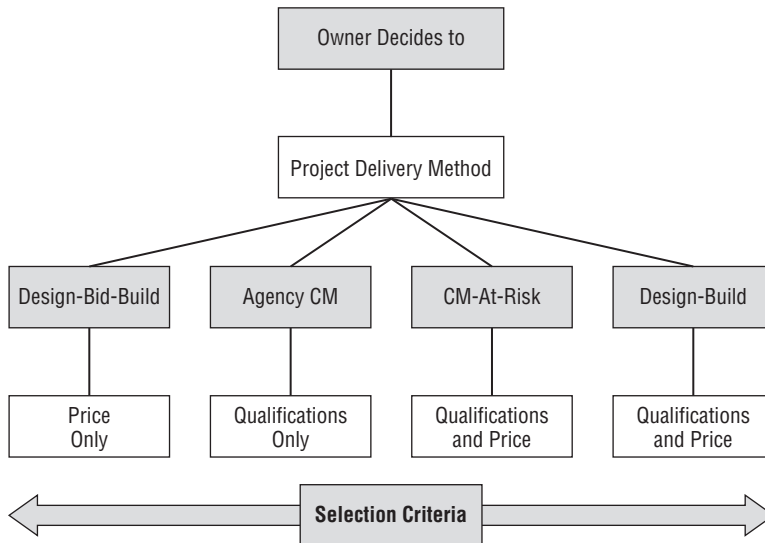 Owner Decides to
Project Delivery Method
Design-Bid-Build
Agency CM
CM-At-Risk
Design-Build
Price
Only
Qualifications
Only
Qualifications
and Price
Qualifications
and Price
Selection Criteria